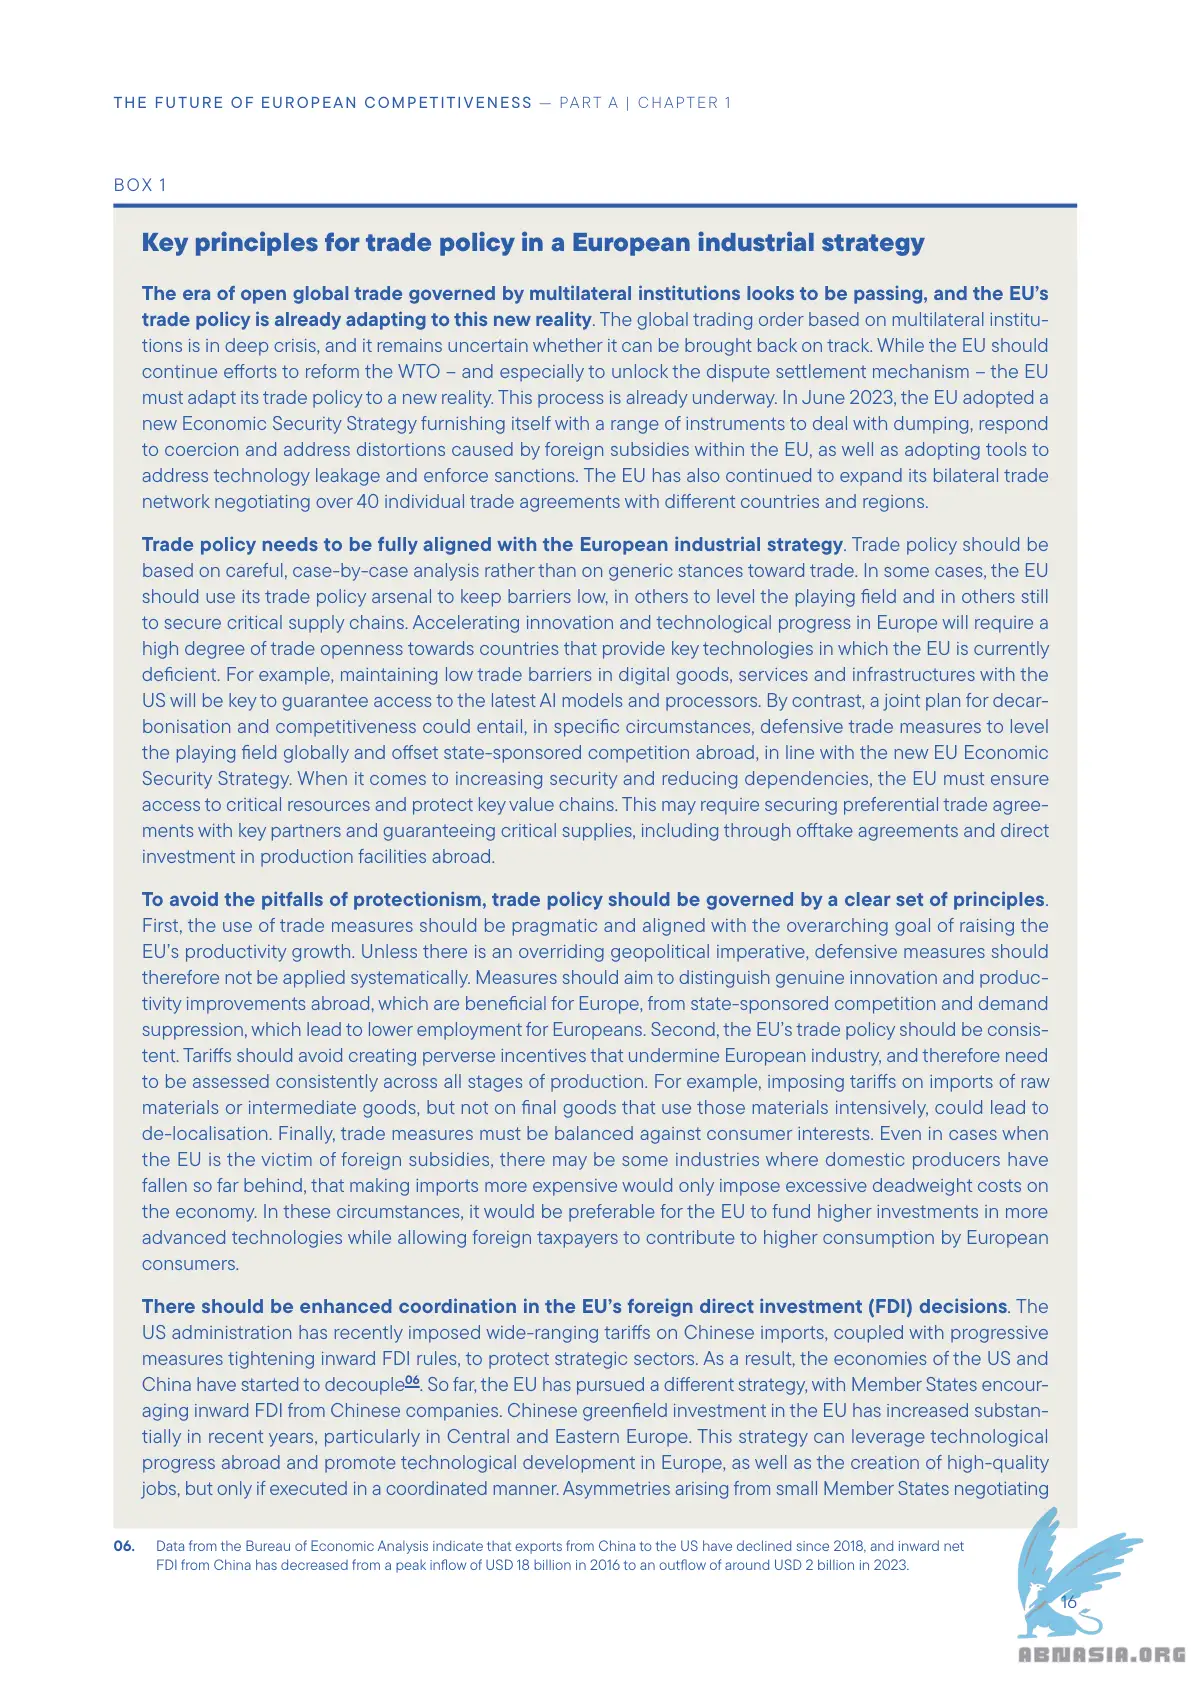 THE FUTURE OF EUROPEAN COMPETITIVENESS — PART A | CHAPTER 1
BOX 1
Key principles for trade policy in a European industrial strategy
The era of open global trade governed by multilateral institutions looks to be passing, and the EU's
trade policy is already adapting to this new reality. The global trading order based on multilateral institu-
tions is in deep crisis, and it remains uncertain whether it can be brought back on track. While the EU should
continue efforts to reform the WTO – and especially to unlock the dispute settlement mechanism – the EU
must adapt its trade policy to a new reality. This process is already underway. In June 2023, the EU adopted a
new Economic Security Strategy furnishing itself with a range of instruments to deal with dumping, respond
to coercion and address distortions caused by foreign subsidies within the EU, as well as adopting tools to
address technology leakage and enforce sanctions. The EU has also continued to expand its bilateral trade
network negotiating over 40 individual trade agreements with different countries and regions.
Trade policy needs to be fully aligned with the European industrial strategy. Trade policy should be
based on careful, case-by-case analysis rather than on generic stances toward trade. In some cases, the EU
should use its trade policy arsenal to keep barriers low, in others to level the playing field and in others still
to secure critical supply chains. Accelerating innovation and technological progress in Europe will require a
high degree of trade openness towards countries that provide key technologies in which the EU is currently
deficient. For example, maintaining low trade barriers in digital goods, services and infrastructures with the
US will be key to guarantee access to the latest AI models and processors. By contrast, a joint plan for decar-
bonisation and competitiveness could entail, in specific circumstances, defensive trade measures to level
the playing field globally and offset state-sponsored competition abroad, in line with the new EU Economic
Security Strategy. When it comes to increasing security and reducing dependencies, the EU must ensure
access to critical resources and protect key value chains. This may require securing preferential trade agree-
ments with key partners and guaranteeing critical supplies, including through offtake agreements and direct
investment in production facilities abroad.
To avoid the pitfalls of protectionism, trade policy should be governed by a clear set of principles.
First, the use of trade measures should be pragmatic and aligned with the overarching goal of raising the
EU's productivity growth. Unless there is an overriding geopolitical imperative, defensive measures should
therefore not be applied systematically. Measures should aim to distinguish genuine innovation and produc-
tivity improvements abroad, which are beneficial for Europe, from state-sponsored competition and demand
suppression, which lead to lower employment for Europeans. Second, the EU's trade policy should be consis-
tent. Tariffs should avoid creating perverse incentives that undermine European industry, and therefore need
to be assessed consistently across all stages of production. For example, imposing tariffs on imports of raw
materials or intermediate goods, but not on final goods that use those materials intensively, could lead to
de-localisation. Finally, trade measures must be balanced against consumer interests. Even in cases when
the EU is the victim of foreign subsidies, there may be some industries where domestic producers have
fallen so far behind, that making imports more expensive would only impose excessive deadweight costs on
the economy. In these circumstances, it would be preferable for the EU to fund higher investments in more
advanced technologies while allowing foreign taxpayers to contribute to higher consumption by European
consumers.
There should be enhanced coordination in the EU's foreign direct investment (FDI) decisions. The
US administration has recently imposed wide-ranging tariffs on Chinese imports, coupled with progressive
measures tightening inward FDI rules, to protect strategic sectors. As a result, the economies of the US and
China have started to decouple06. So far, the EU has pursued a different strategy, with Member States encour-
aging inward FDI from Chinese companies. Chinese greenfield investment in the EU has increased substan-
tially in recent years, particularly in Central and Eastern Europe. This strategy can leverage technological
progress abroad and promote technological development in Europe, as well as the creation of high-quality
jobs, but only if executed in a coordinated manner. Asymmetries arising from small Member States negotiating
06. Data from the Bureau of Economic Analysis indicate that exports from China to the US have declined since 2018, and inward net
FDI from China has decreased from a peak inflow of USD 18 billion in 2016 to an outflow of around USD 2 billion in 2023.
16
ABNASIA.ORG